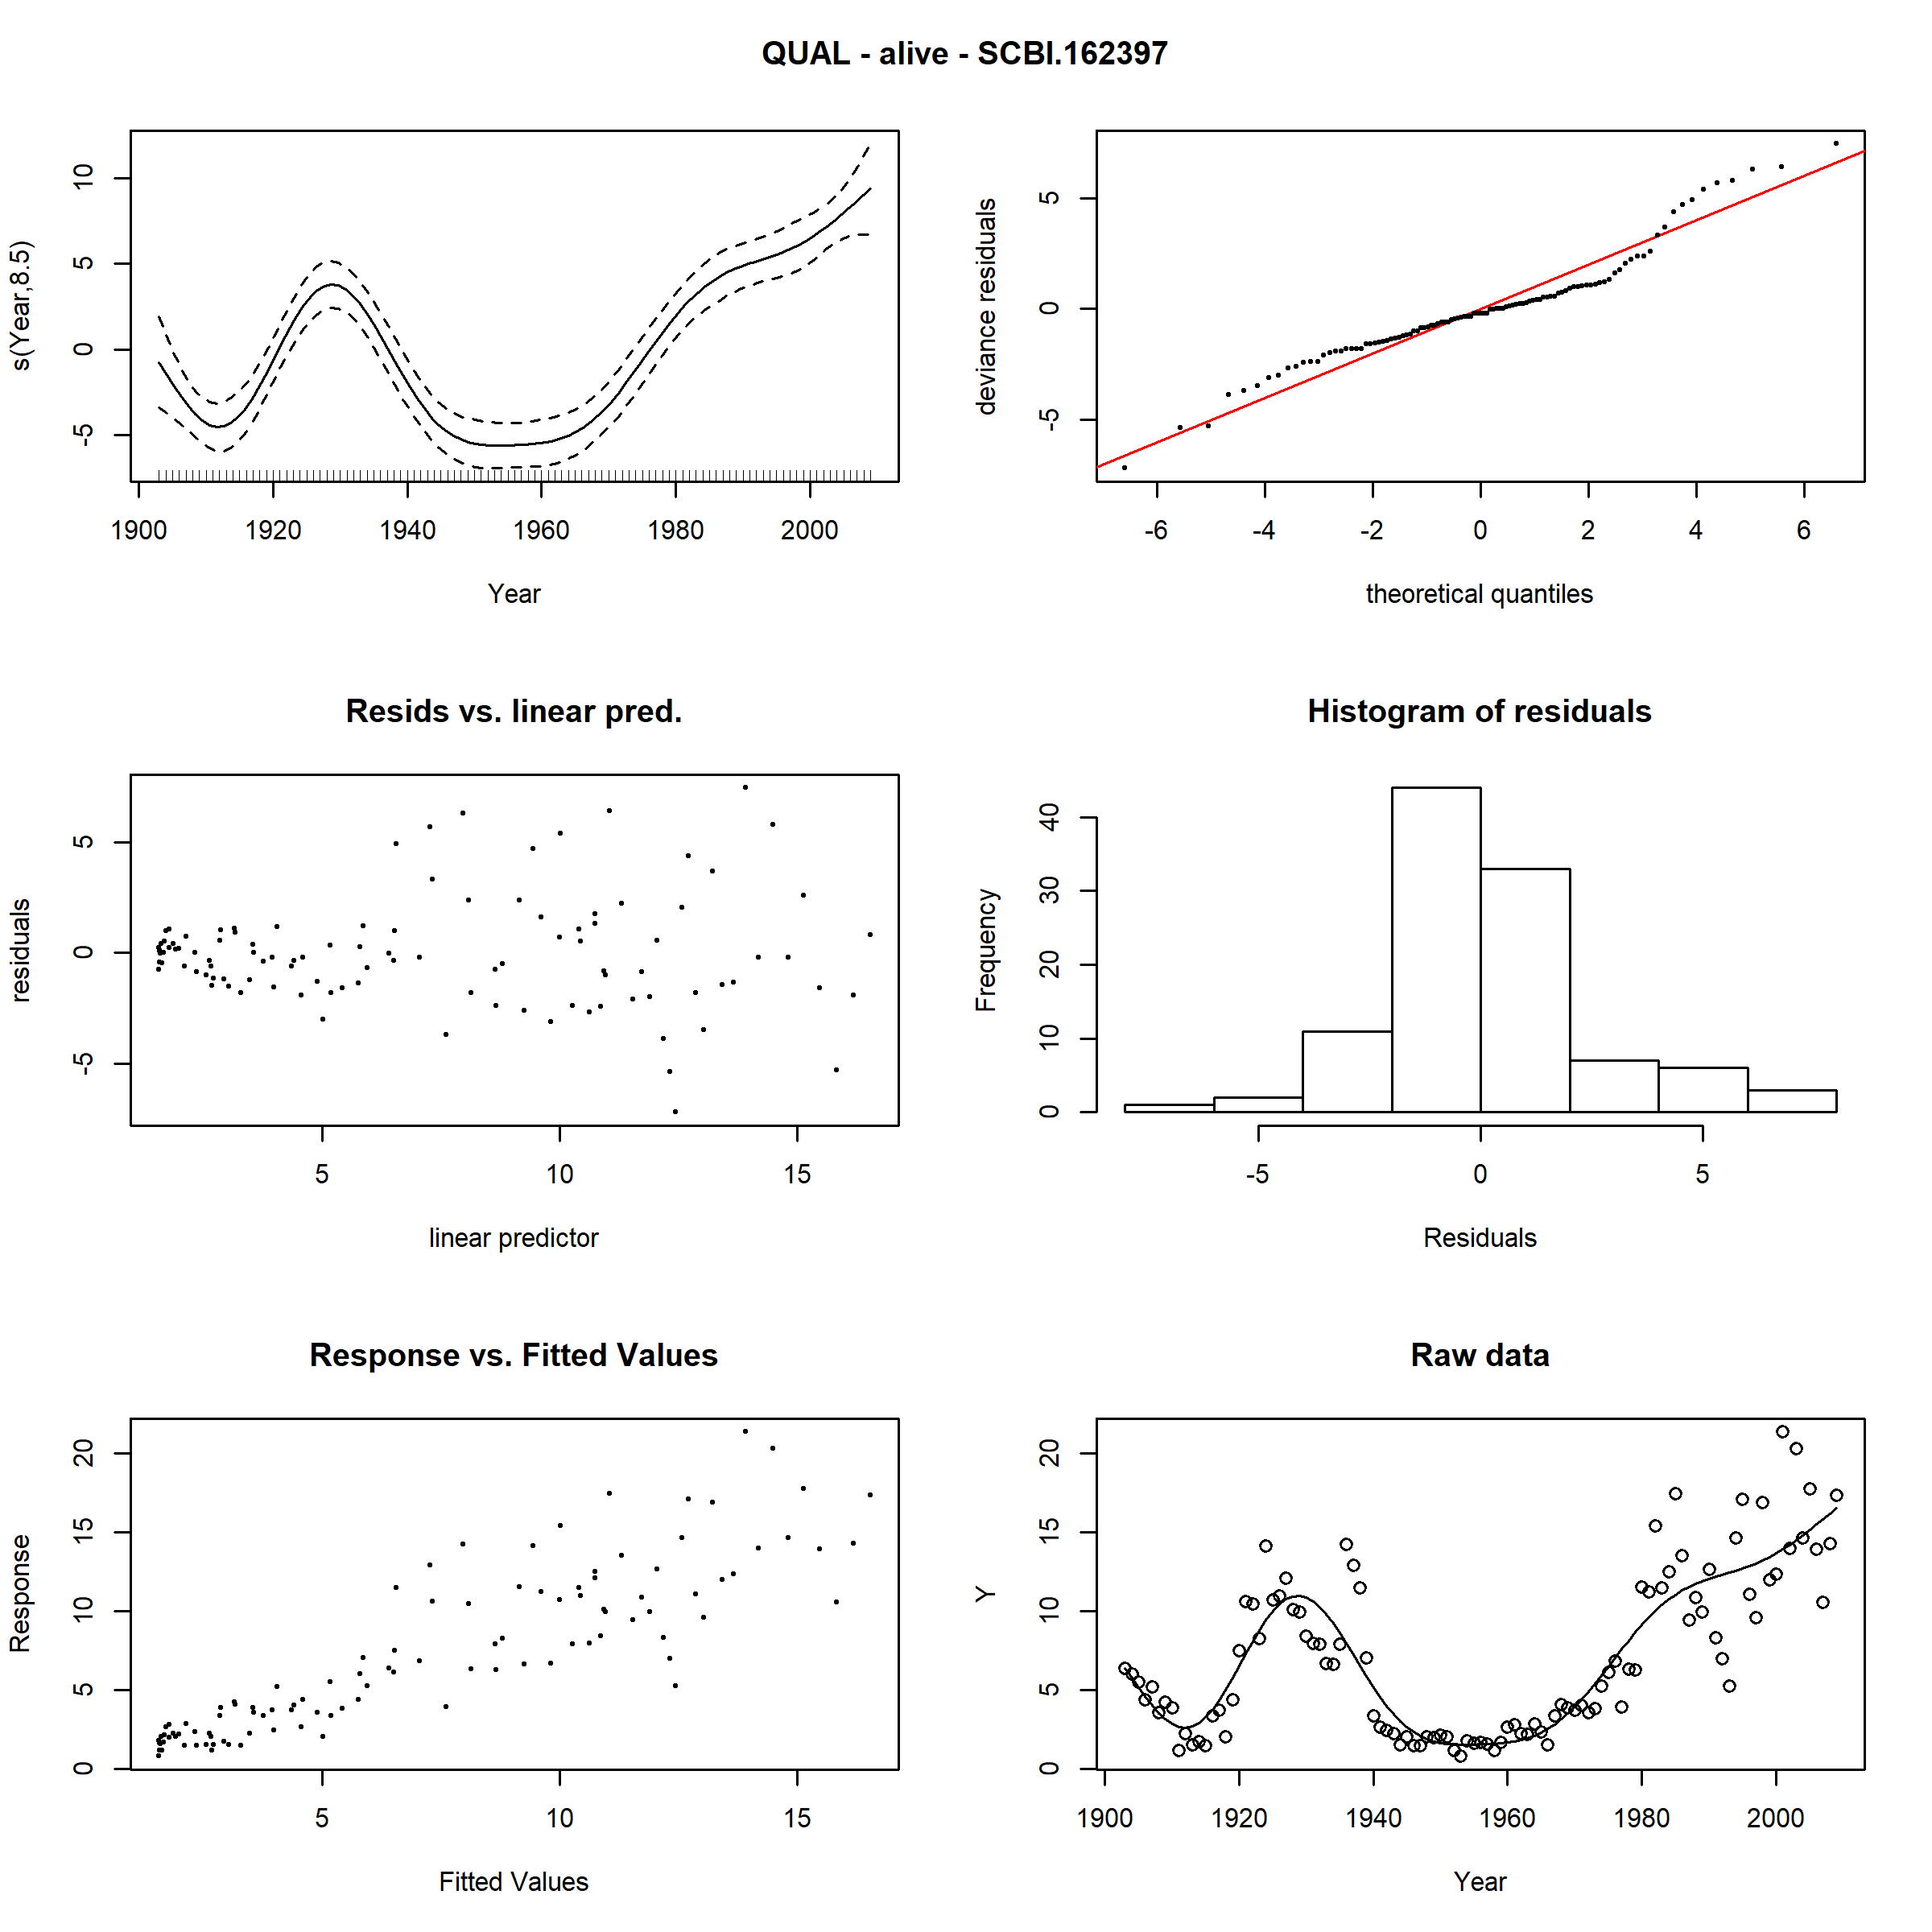 QUAL - alive - SCBI.162397
s(Year,8.5)
10
5
0
-5
1900 1920 1940 1960 1980 2000
Year
deviance residuals
5
0
-5
-6 -4 -2 0 2 4 6
theoretical quantiles
Resids vs. linear pred.
residuals
5
0
-5
5 10 15
linear predictor
Histogram of residuals
Frequency
40
30
20
10
0
-5 0 5
Residuals
Response vs. Fitted Values
Response
20
15
10
5
0
5 10 15
Fitted Values
Raw data
Y
20
15
10
5
0
1900 1920 1940 1960 1980 2000
Year